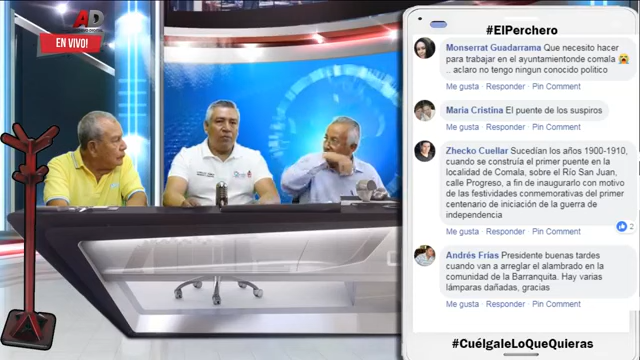 AD
EN VIVO!
#ElPerchero
Monserrat Guadarrama Que necesito hacer
para trabajar en el ayuntamientonde comala
.. aclaro no tengo ningun conocido politico
Me gusta · Responder · Pin Comment
Maria Cristina El puente de los suspiros
Me gusta · Responder · Pin Comment
Zhecko Cuellar Sucedían los años 1900-1910,
cuando se construía el primer puente en la
localidad de Comala, sobre el Río San Juan,
calle Progreso, a fin de inaugurarlo con motivo
de las festividades conmemorativas del primer
centenario de iniciación de la guerra de
independencia
2
Me gusta · Responder · Pin Comment
Andrés Frías Presidente buenas tardes
cuando van a arreglar el alambrado en la
comunidad de la Barranquita. Hay varias
lámparas dañadas, gracias
Me gusta · Responder · Pin Comment
#CuélgaleLoQueQuieras